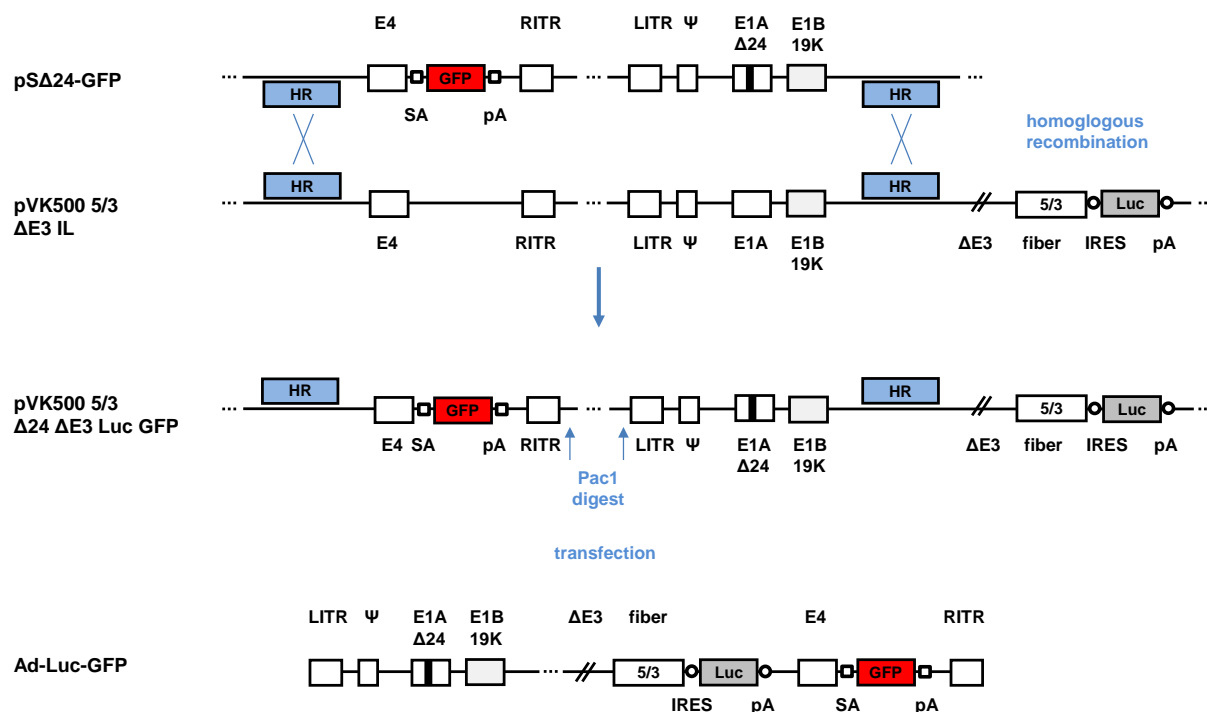 E4 RITR LITR Ψ E1A E1B
Δ24 19K
pSΔ24-GFP ... GFP ... ...
HR SA pA HR
homoglogous
recombination
HR HR
pVK500 5/3
ΔE3 IL
... ... 5/3 Luc ...
E4 RITR LITR Ψ E1A E1B ΔE3 fiber IRES pA
19K
HR HR
pVK500 5/3
Δ24 ΔE3 Luc GFP
... GFP ... 5/3 Luc ...
E4 SA pA RITR LITR Ψ E1A E1B ΔE3 fiber IRES pA
Δ24 19K
Pac1
digest
transfection
LITR Ψ E1A E1B ΔE3 fiber E4 RITR
Δ24 19K
Ad-Luc-GFP ... 5/3 Luc GFP
IRES pA SA pA